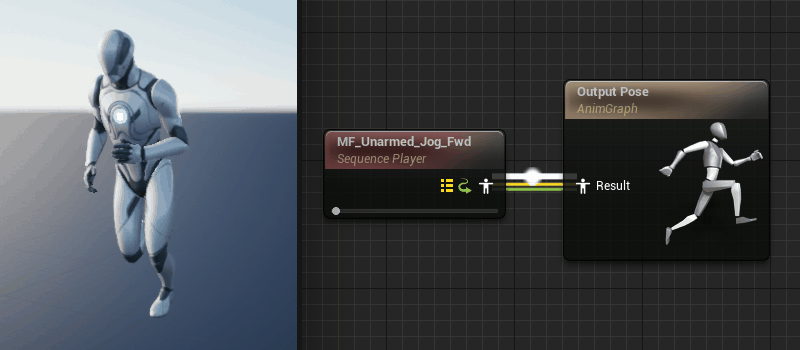 MF_Unarmed_Jog_Fwd
Sequence Player
Output Pose
AnimGraph
Result